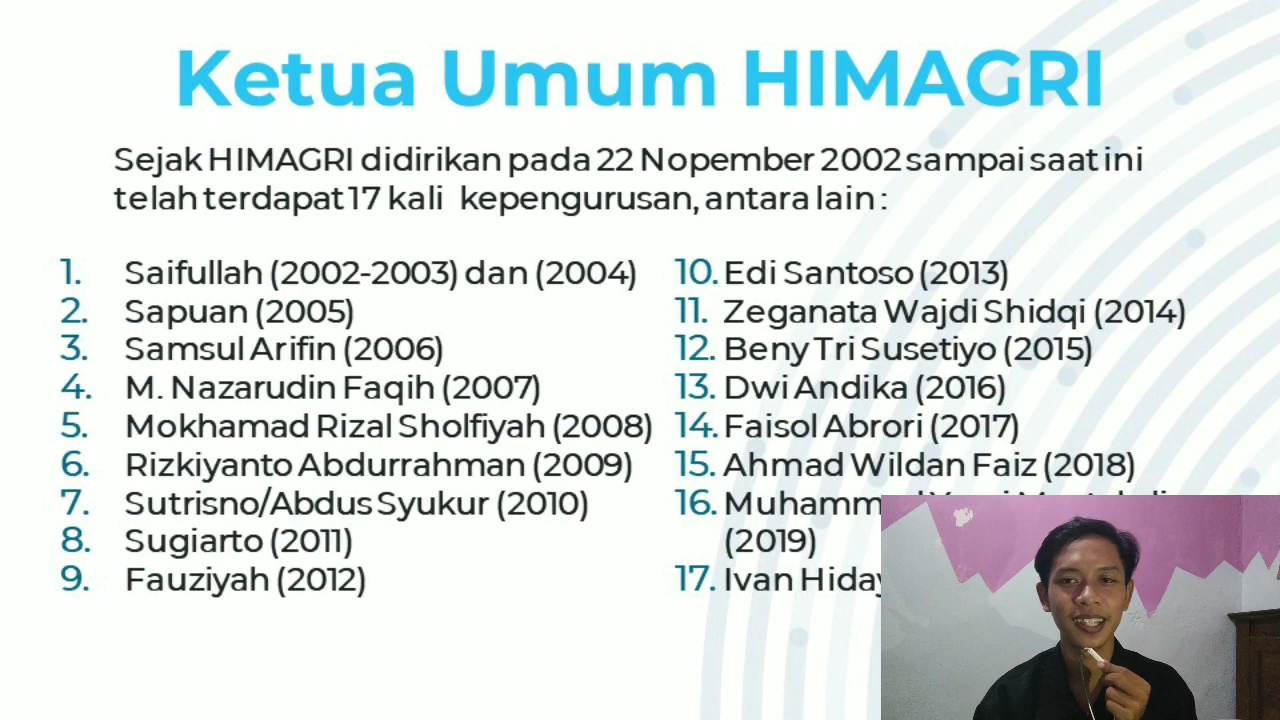 Ketua Umum HIMAGRI
Sejak HIMAGRI didirikan pada 22 Nopember 2002 sampai saat ini
telah terdapat 17 kali kepengurusan, antara lain :
1. Saifullah (2002-2003) dan (2004)
2. Sapuan (2005)
3. Samsul Arifin (2006)
4. M. Nazarudin Faqih (2007)
5. Mokhamad Rizal Sholfiyah (2008)
6. Rizkiyanto Abdurrahman (2009)
7. Sutrisno/Abdus Syukur (2010)
8. Sugiarto (2011)
9. Fauziyah (2012)
10. Edi Santoso (2013)
11. Zeganata Wajdi Shidqi (2014)
12. Beny Tri Susetiyo (2015)
13. Dwi Andika (2016)
14. Faisol Abrori (2017)
15. Ahmad Wildan Faiz (2018)
16.
(2019)
17. Ivan